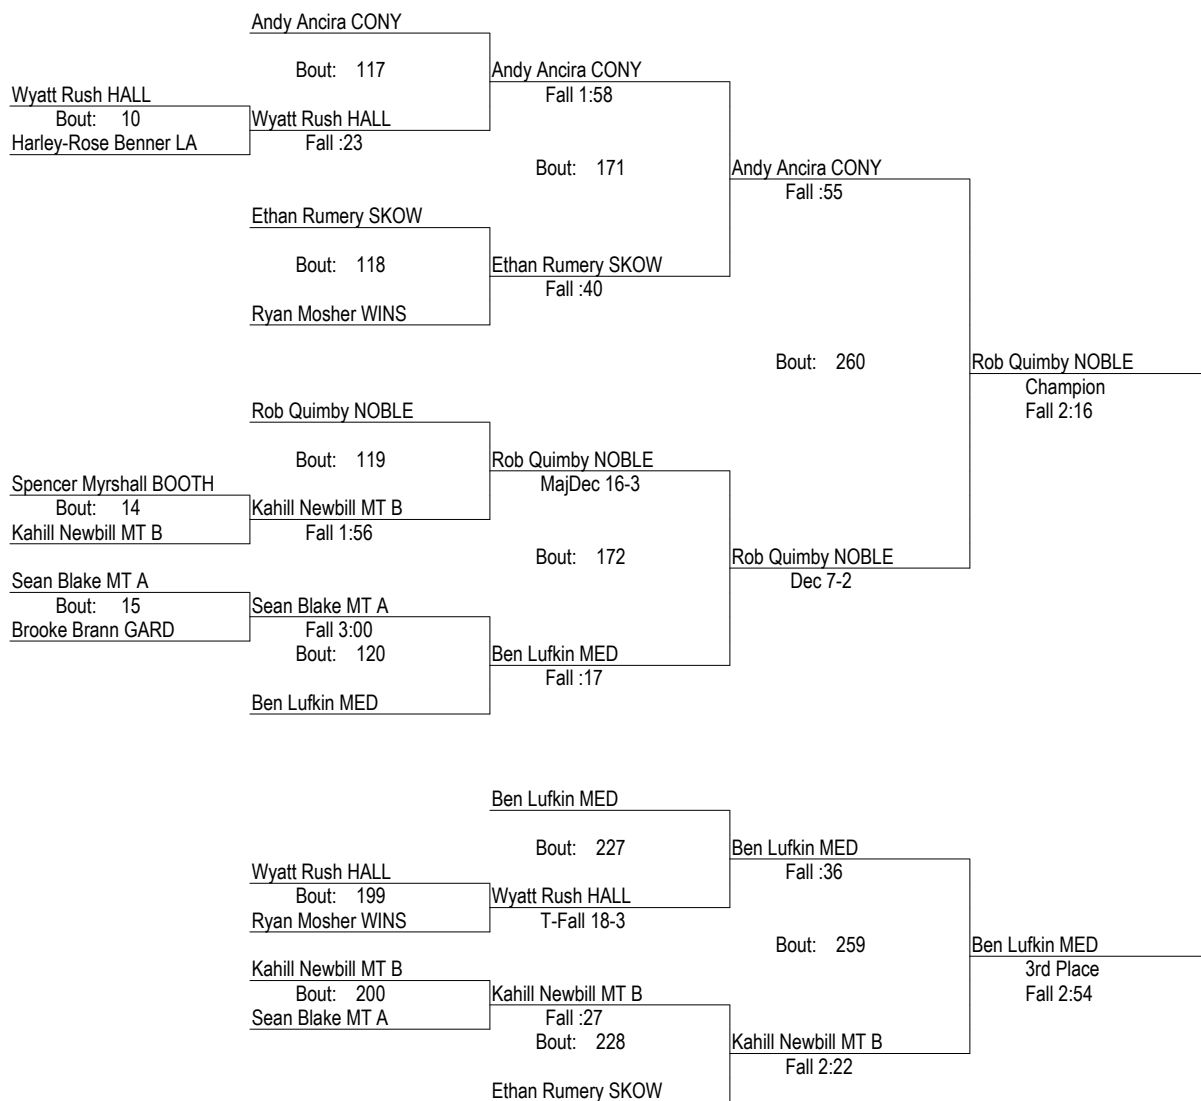 Andy Ancira CONY
Bout: 117
Andy Ancira CONY
Wyatt Rush HALL
Fall 1:58
Bout: 10
Wyatt Rush HALL
Harley-Rose Benner LA
Fall :23
Bout: 171
Andy Ancira CONY
Fall :55
Ethan Rumery SKOW
Bout: 118
Ethan Rumery SKOW
Fall :40
Ryan Mosher WINS
Bout: 260
Rob Quimby NOBLE
Champion
Fall 2:16
Rob Quimby NOBLE
Bout: 119
Rob Quimby NOBLE
MajDec 16-3
Spencer Myrshall BOOTH
Bout: 14
Kahill Newbill MT B
Kahill Newbill MT B
Fall 1:56
Bout: 172
Rob Quimby NOBLE
Dec 7-2
Sean Blake MT A
Bout: 15
Sean Blake MT A
Brooke Brann GARD
Fall 3:00
Bout: 120
Ben Lufkin MED
Fall :17
Ben Lufkin MED
Ben Lufkin MED
Bout: 227
Ben Lufkin MED
Fall :36
Wyatt Rush HALL
Bout: 199
Wyatt Rush HALL
Ryan Mosher WINS
T-Fall 18-3
Bout: 259
Ben Lufkin MED
3rd Place
Fall 2:54
Kahill Newbill MT B
Bout: 200
Kahill Newbill MT B
Sean Blake MT A
Fall :27
Bout: 228
Kahill Newbill MT B
Fall 2:22
Ethan Rumery SKOW